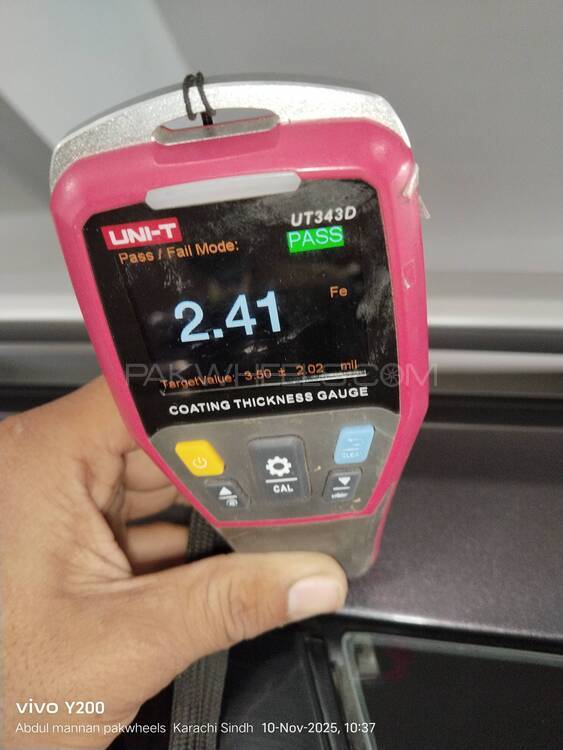 UNI-T
UT343D
Pass / Fail Mode:
PASS
2.41
Fe
PAKWHEELS.COM
TargetValue: 3.50 ± 2.02 mil
COATING THICKNESS GAUGE
CAL
vivo Y200
Abdul mannan pakwheels Karachi Sindh 10-Nov-2025, 10:37